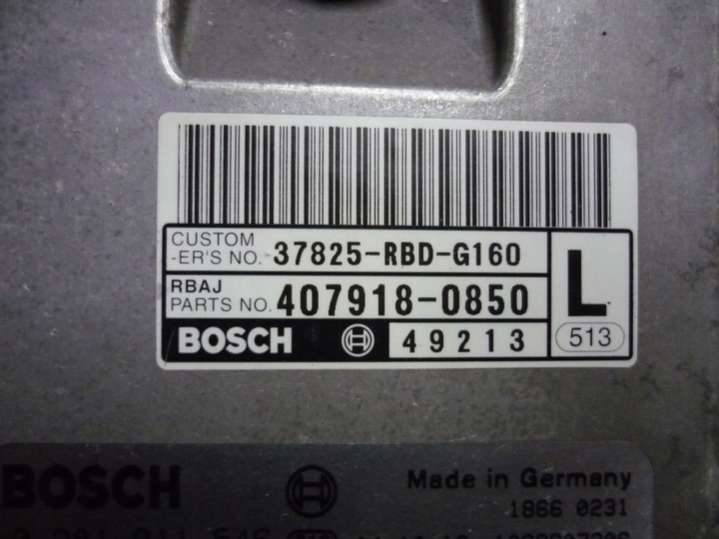 CUSTOM
-ER'S NO. 37825-RBD-G160
RBAJ
PARTS NO. 407918-0850
L
BOSCH 49213
513
BOSCH
Made in Germany
1866 0231